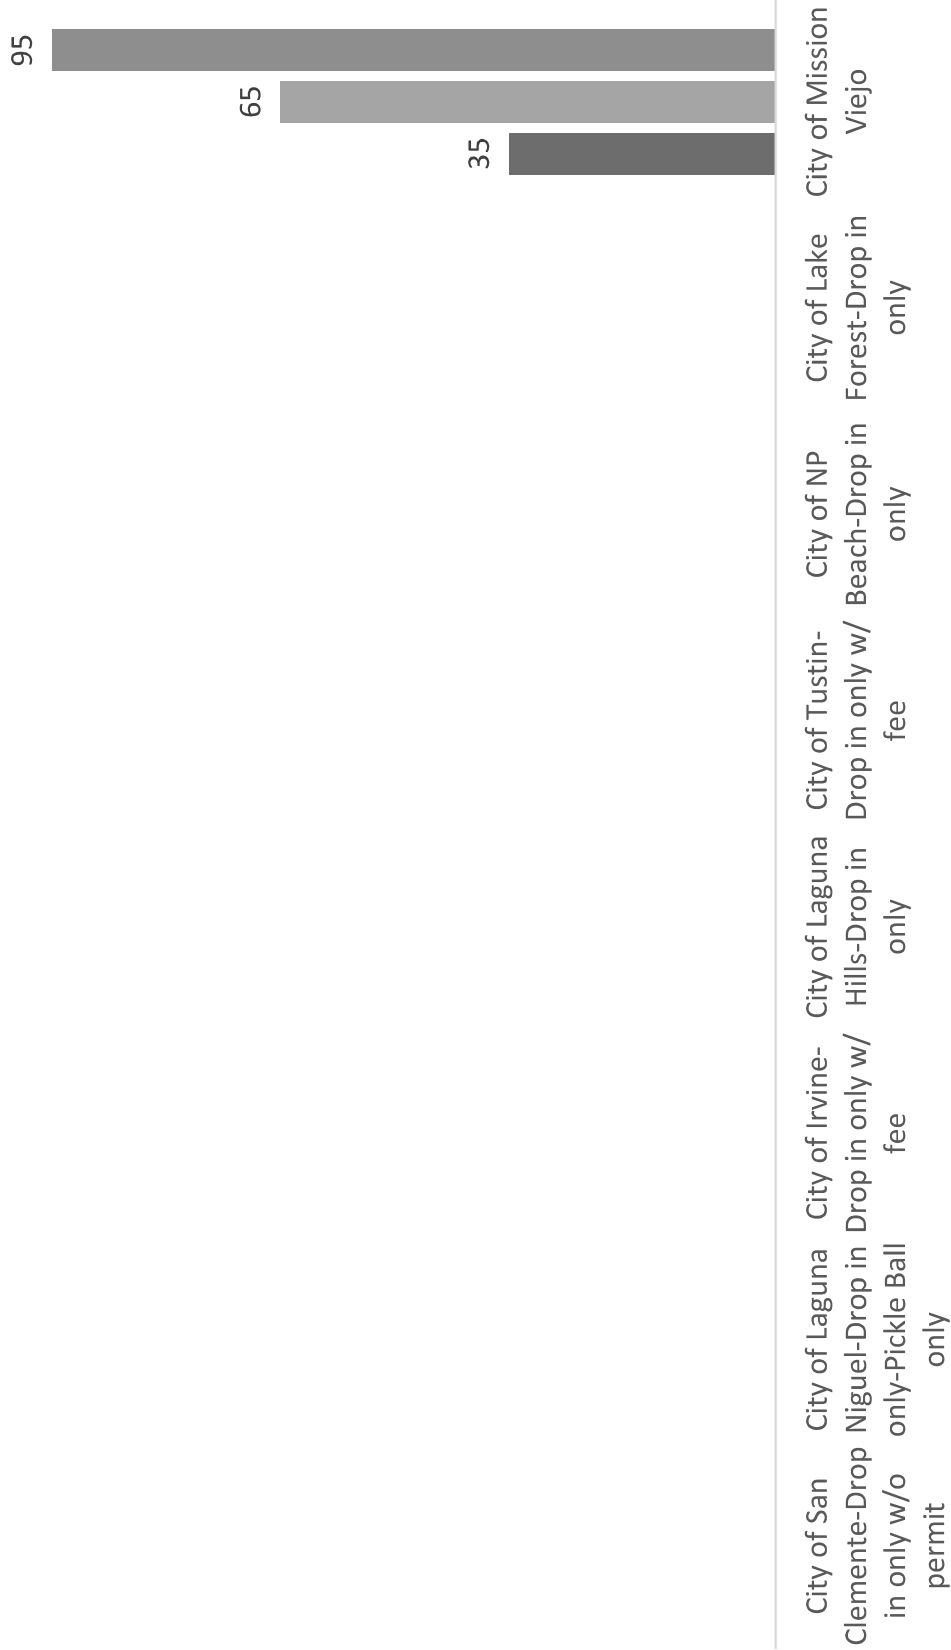 35
65
95
City of San
Clemente-Drop
in only w/o
permit
City of Laguna
Niguel-Drop in
only-Pickle Ball
only
City of Irvine-
Drop in only w/
fee
City of Laguna
Hills-Drop in
only
City of Tustin-
Drop in only w/
fee
City of NP
Beach-Drop in
only
City of Lake
Forest-Drop in
only
City of Mission
Viejo